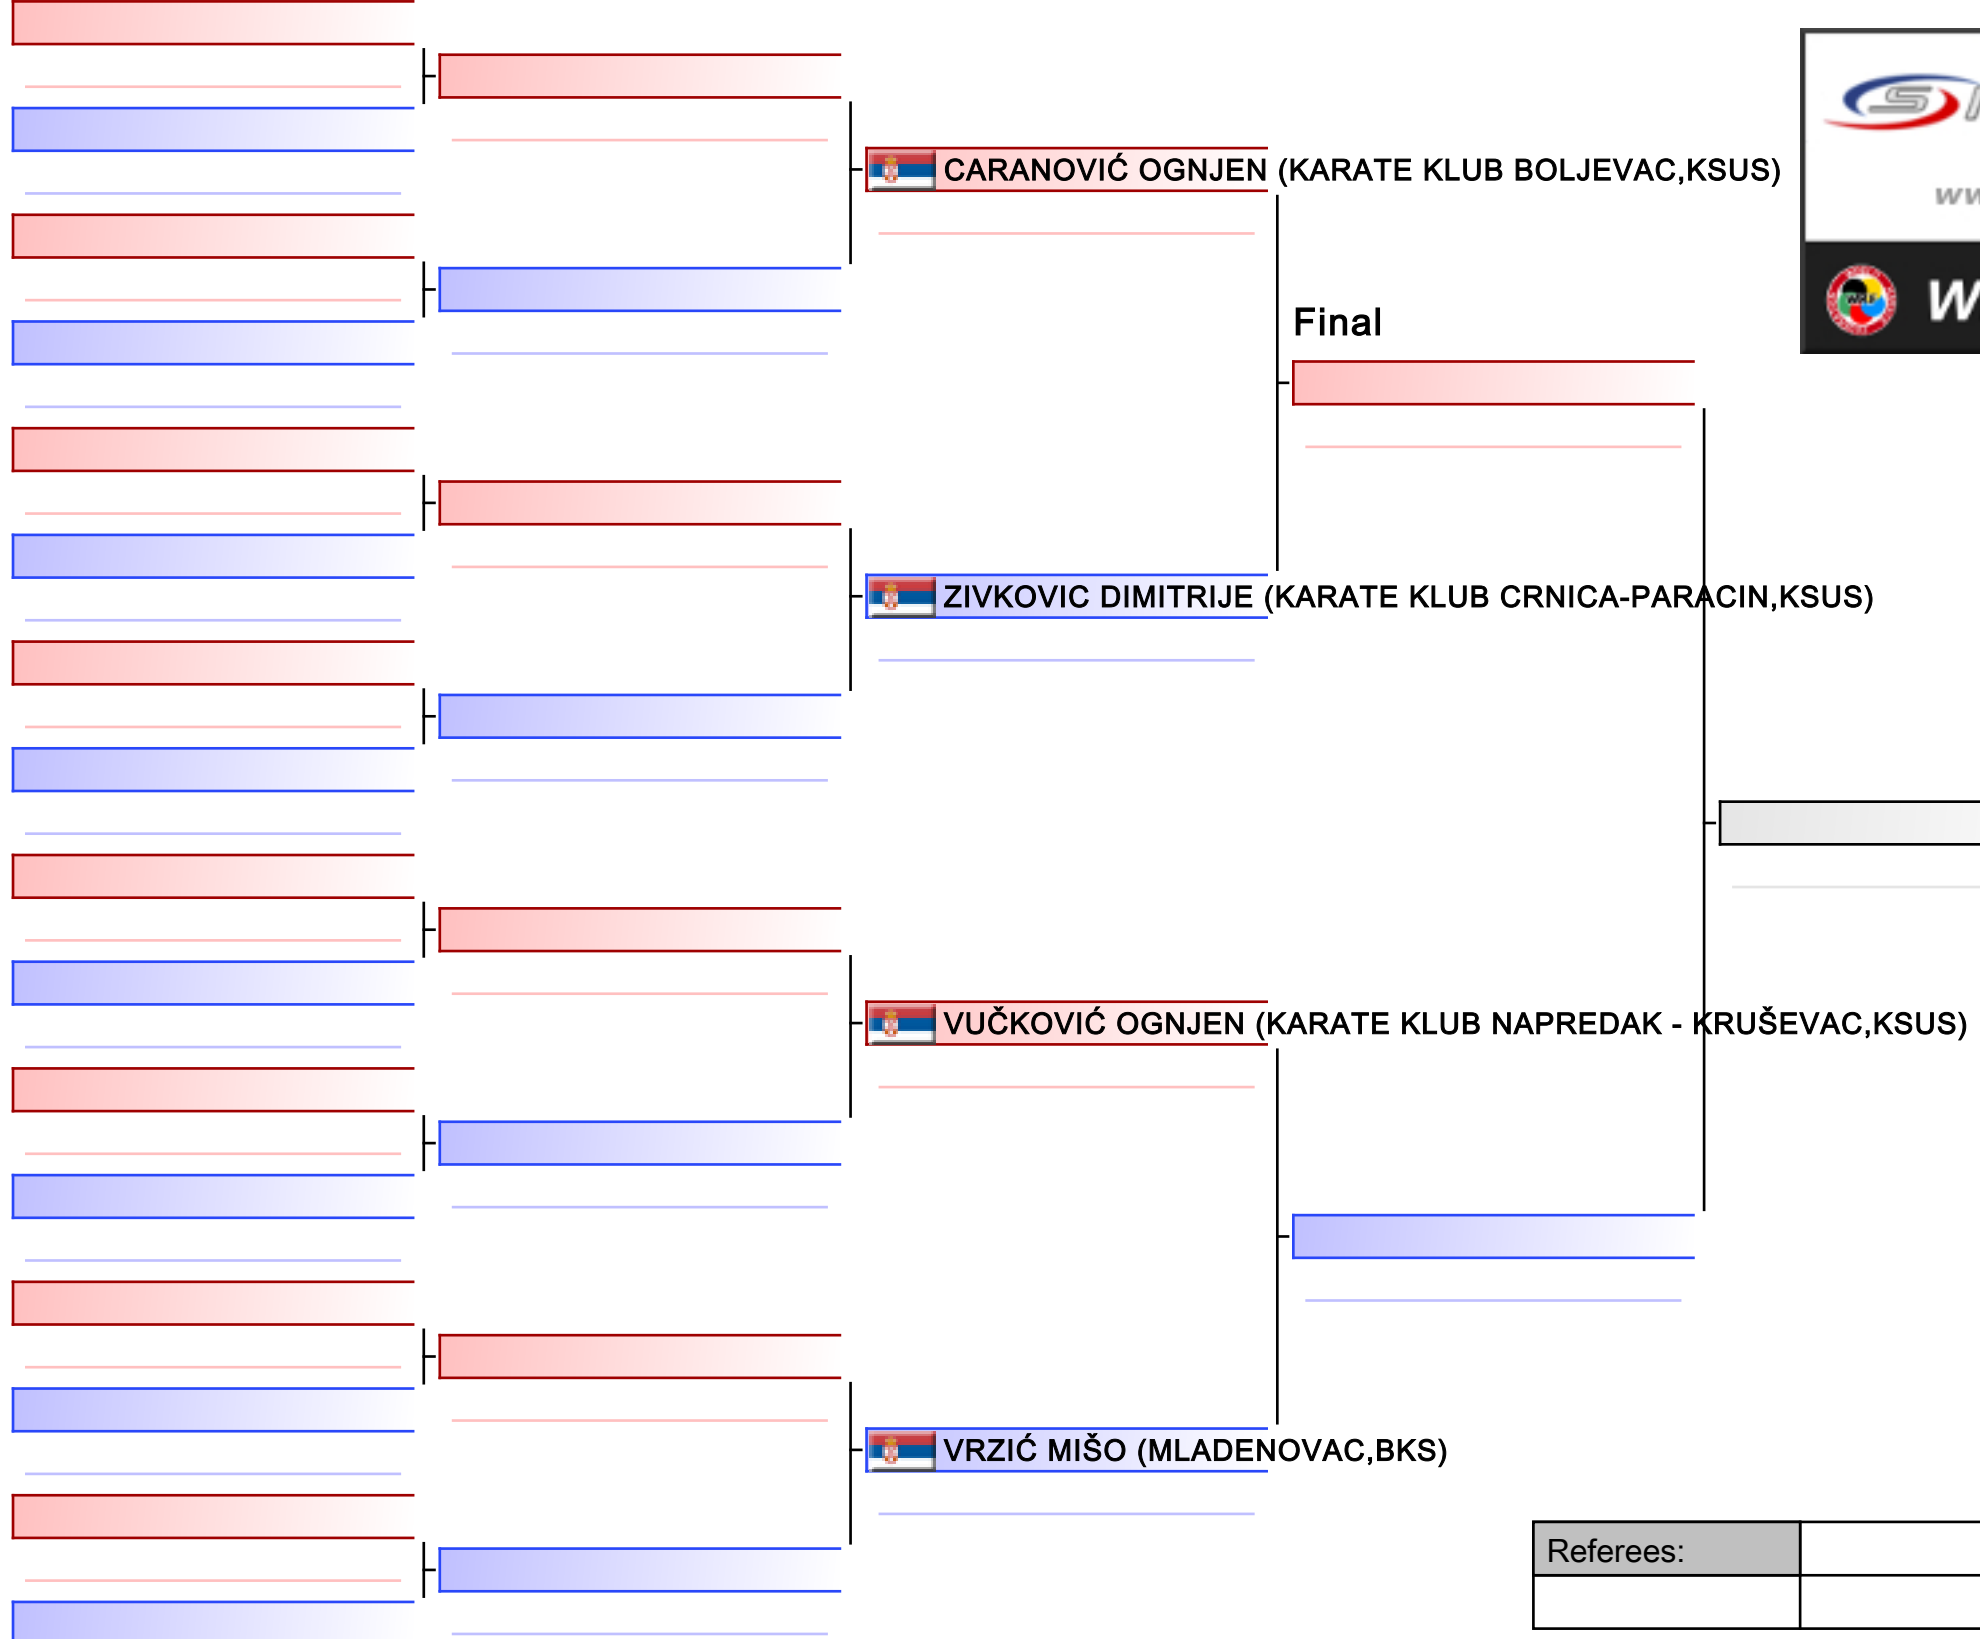 CARANOVIĆ OGNJEN (KARATE KLUB BOLJEVAC,KSUS)
Final
ZIVKOVIC DIMITRIJE (KARATE KLUB CRNICA-PARACIN,KSUS)
VUČKOVIĆ OGNJEN (KARATE KLUB NAPREDAK - KRUŠEVAC,KSUS)
VRZIĆ MIŠO (MLADENOVAC,BKS)
Referees: